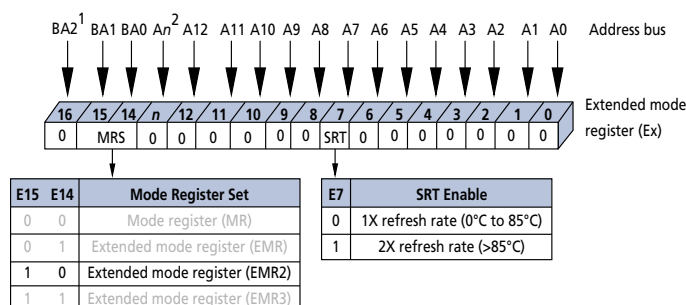 BA2¹ BA1 BA0 An² A12 A11 A10 A9 A8 A7 A6 A5 A4 A3 A2 A1 A0 Address bus
16 15 14 n 12 11 10 9 8 7 6 5 4 3 2 1 0 Extended mode
0 MRS 0 0 0 0 0 0 SRT 0 0 0 0 0 0 0 register (Ex)
E15 E14 Mode Register Set
0 0 Mode register (MR)
0 1 Extended mode register (EMR)
1 0 Extended mode register (EMR2)
1 1 Extended mode register (EMR3)
E7 SRT Enable
0 1X refresh rate (0°C to 85°C)
1 2X refresh rate (>85°C)